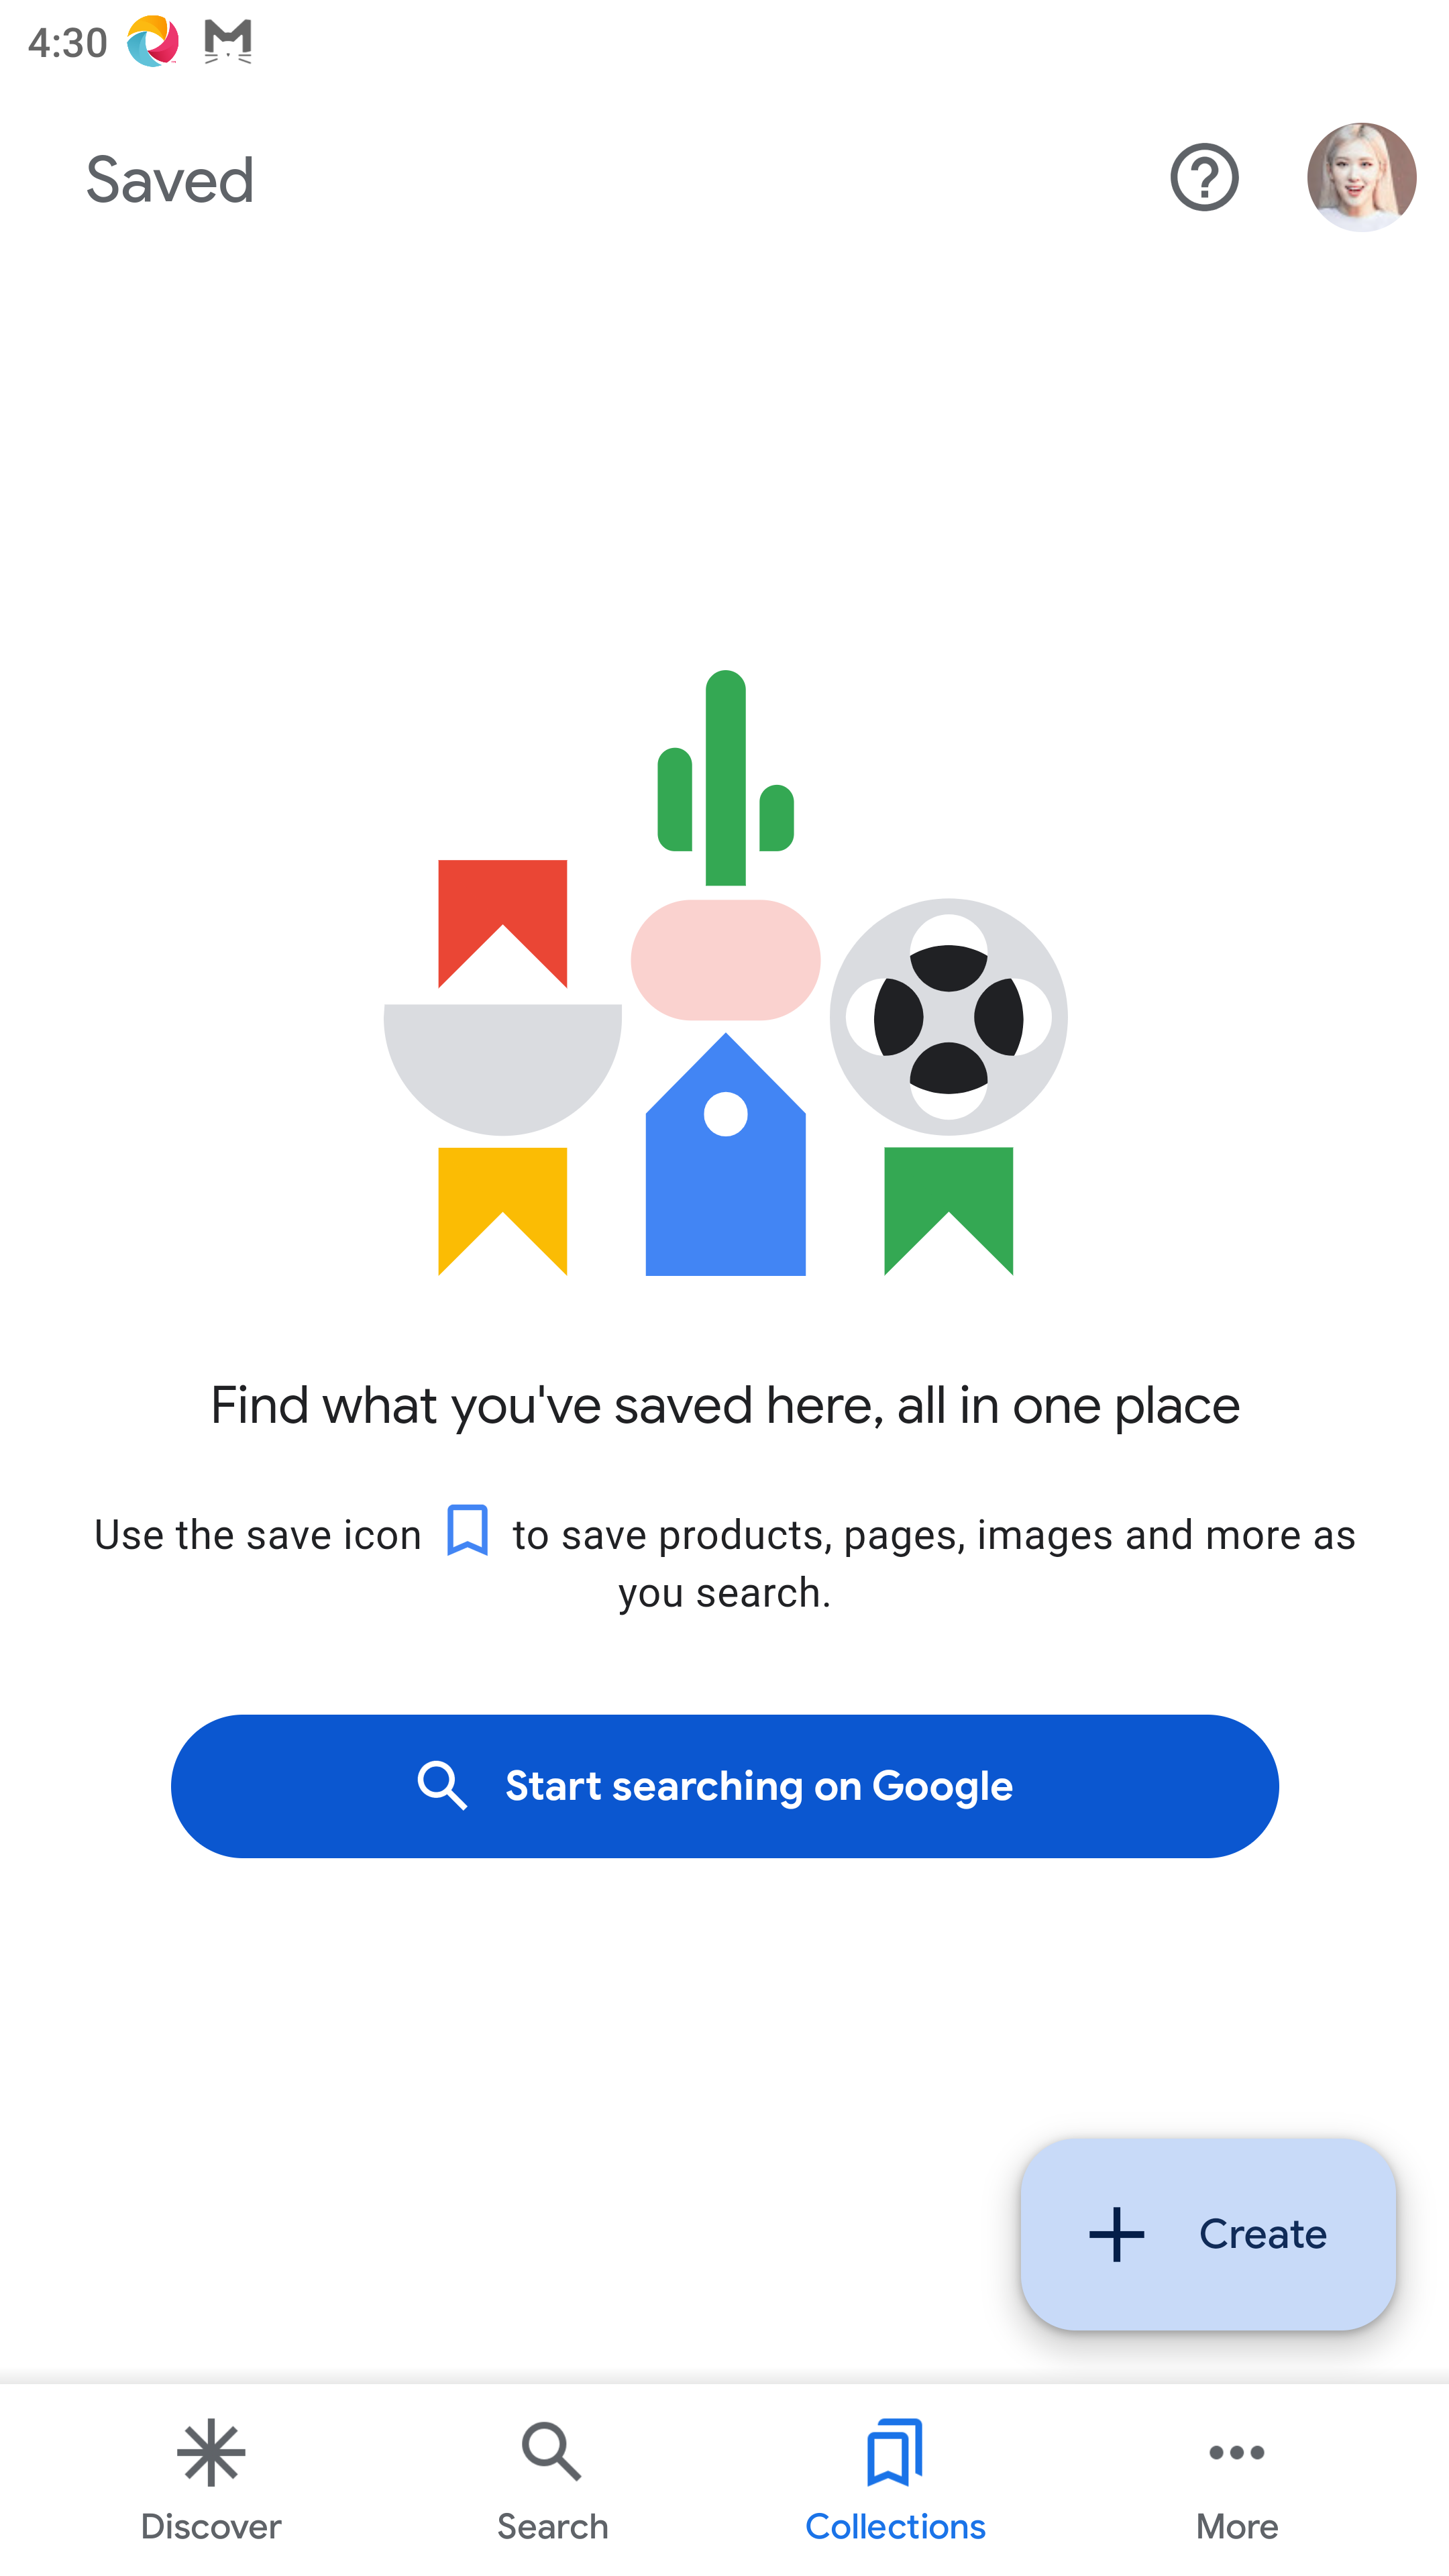 4:30
Saved
Find what you've saved here, all in one place
Use the save icon to save products, pages, images and more as
you search.
Start searching on Google
Create
Discover
Search
Collections
More